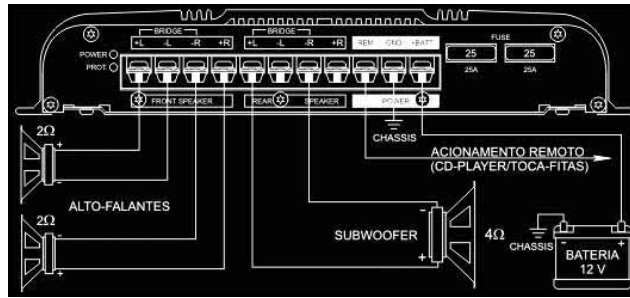 BRIDGE BRIDGE FUSE
+L -L -R +R +L -L -R +R REM GND +BATT
POWER 25 25
PROT. 25A 25A
FRONT SPEAKER REAR SPEAKER POWER
2Ω
CHASSIS
ACIONAMENTO REMOTO
(CD-PLAYER/TOCA-FITAS)
+
-
ALTO-FALANTES
2Ω
-
+
SUBWOOFER
-
+
4Ω
CHASSIS
- +
BATERIA
12 V